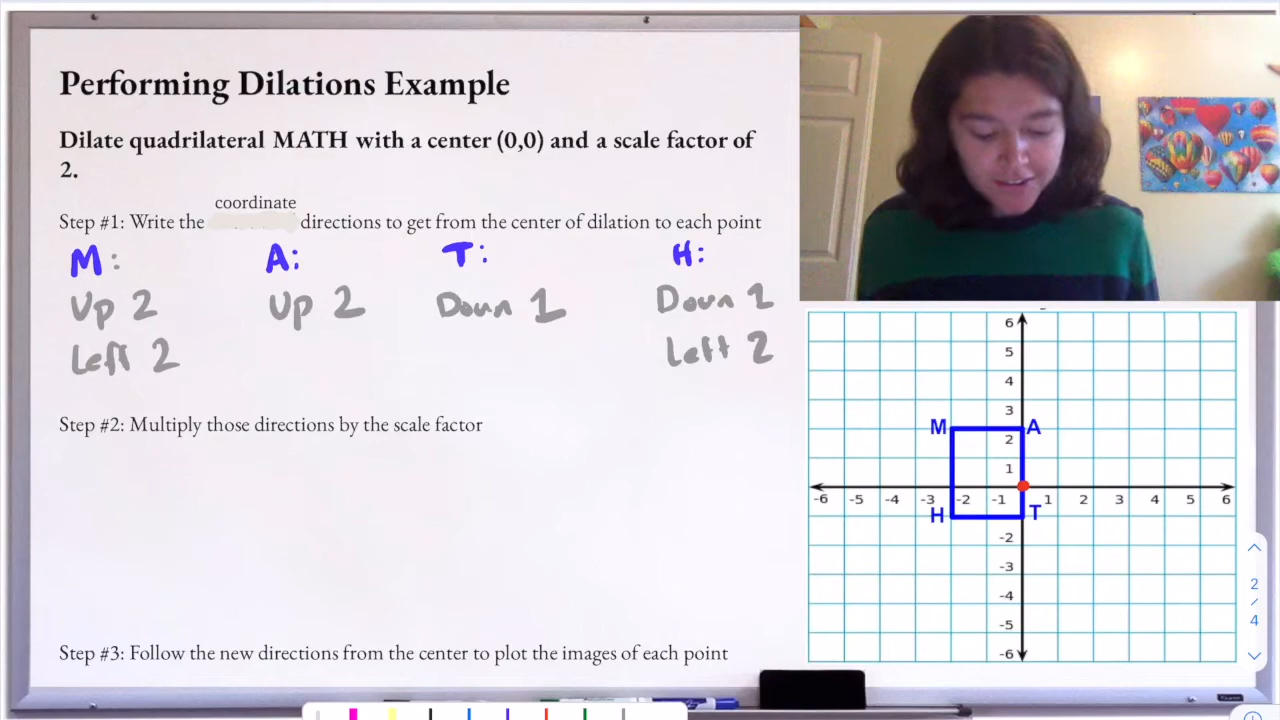 Performing Dilations Example
Dilate quadrilateral MATH with a center (0,0) and a scale factor of
2.
coordinate
Step #1: Write the directions to get from the center of dilation to each point
M: A: T: H:
Up 2 Up 2 Down 1 Down 1
Left 2 Left 2
Step #2: Multiply those directions by the scale factor
Step #3: Follow the new directions from the center to plot the images of each point
6
5
4
3
M A
2
1
-6 -5 -4 -3 -2 -1 1 2 3 4 5 6
H T
-2
-3
-4
-5
-6
2
/
4